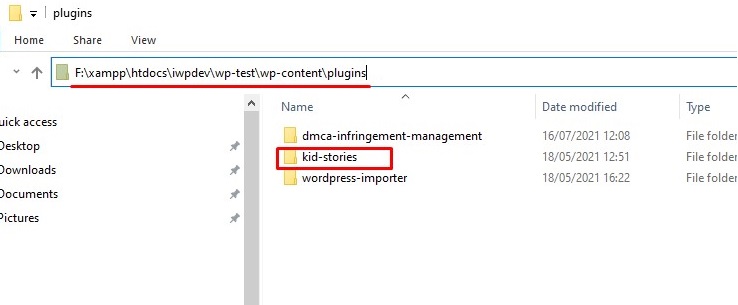 plugins
Home Share View
F:\xampp\htdocs\iwpdev\wp-test\wp-content\plugins
Name Date modified Type
uick access
Desktop
dmca-infringement-management 16/07/2021 12:08 File folder
kid-stories 18/05/2021 12:51 File folder
Downloads
wordpress-importer 18/05/2021 16:22 File folder
Documents
Pictures